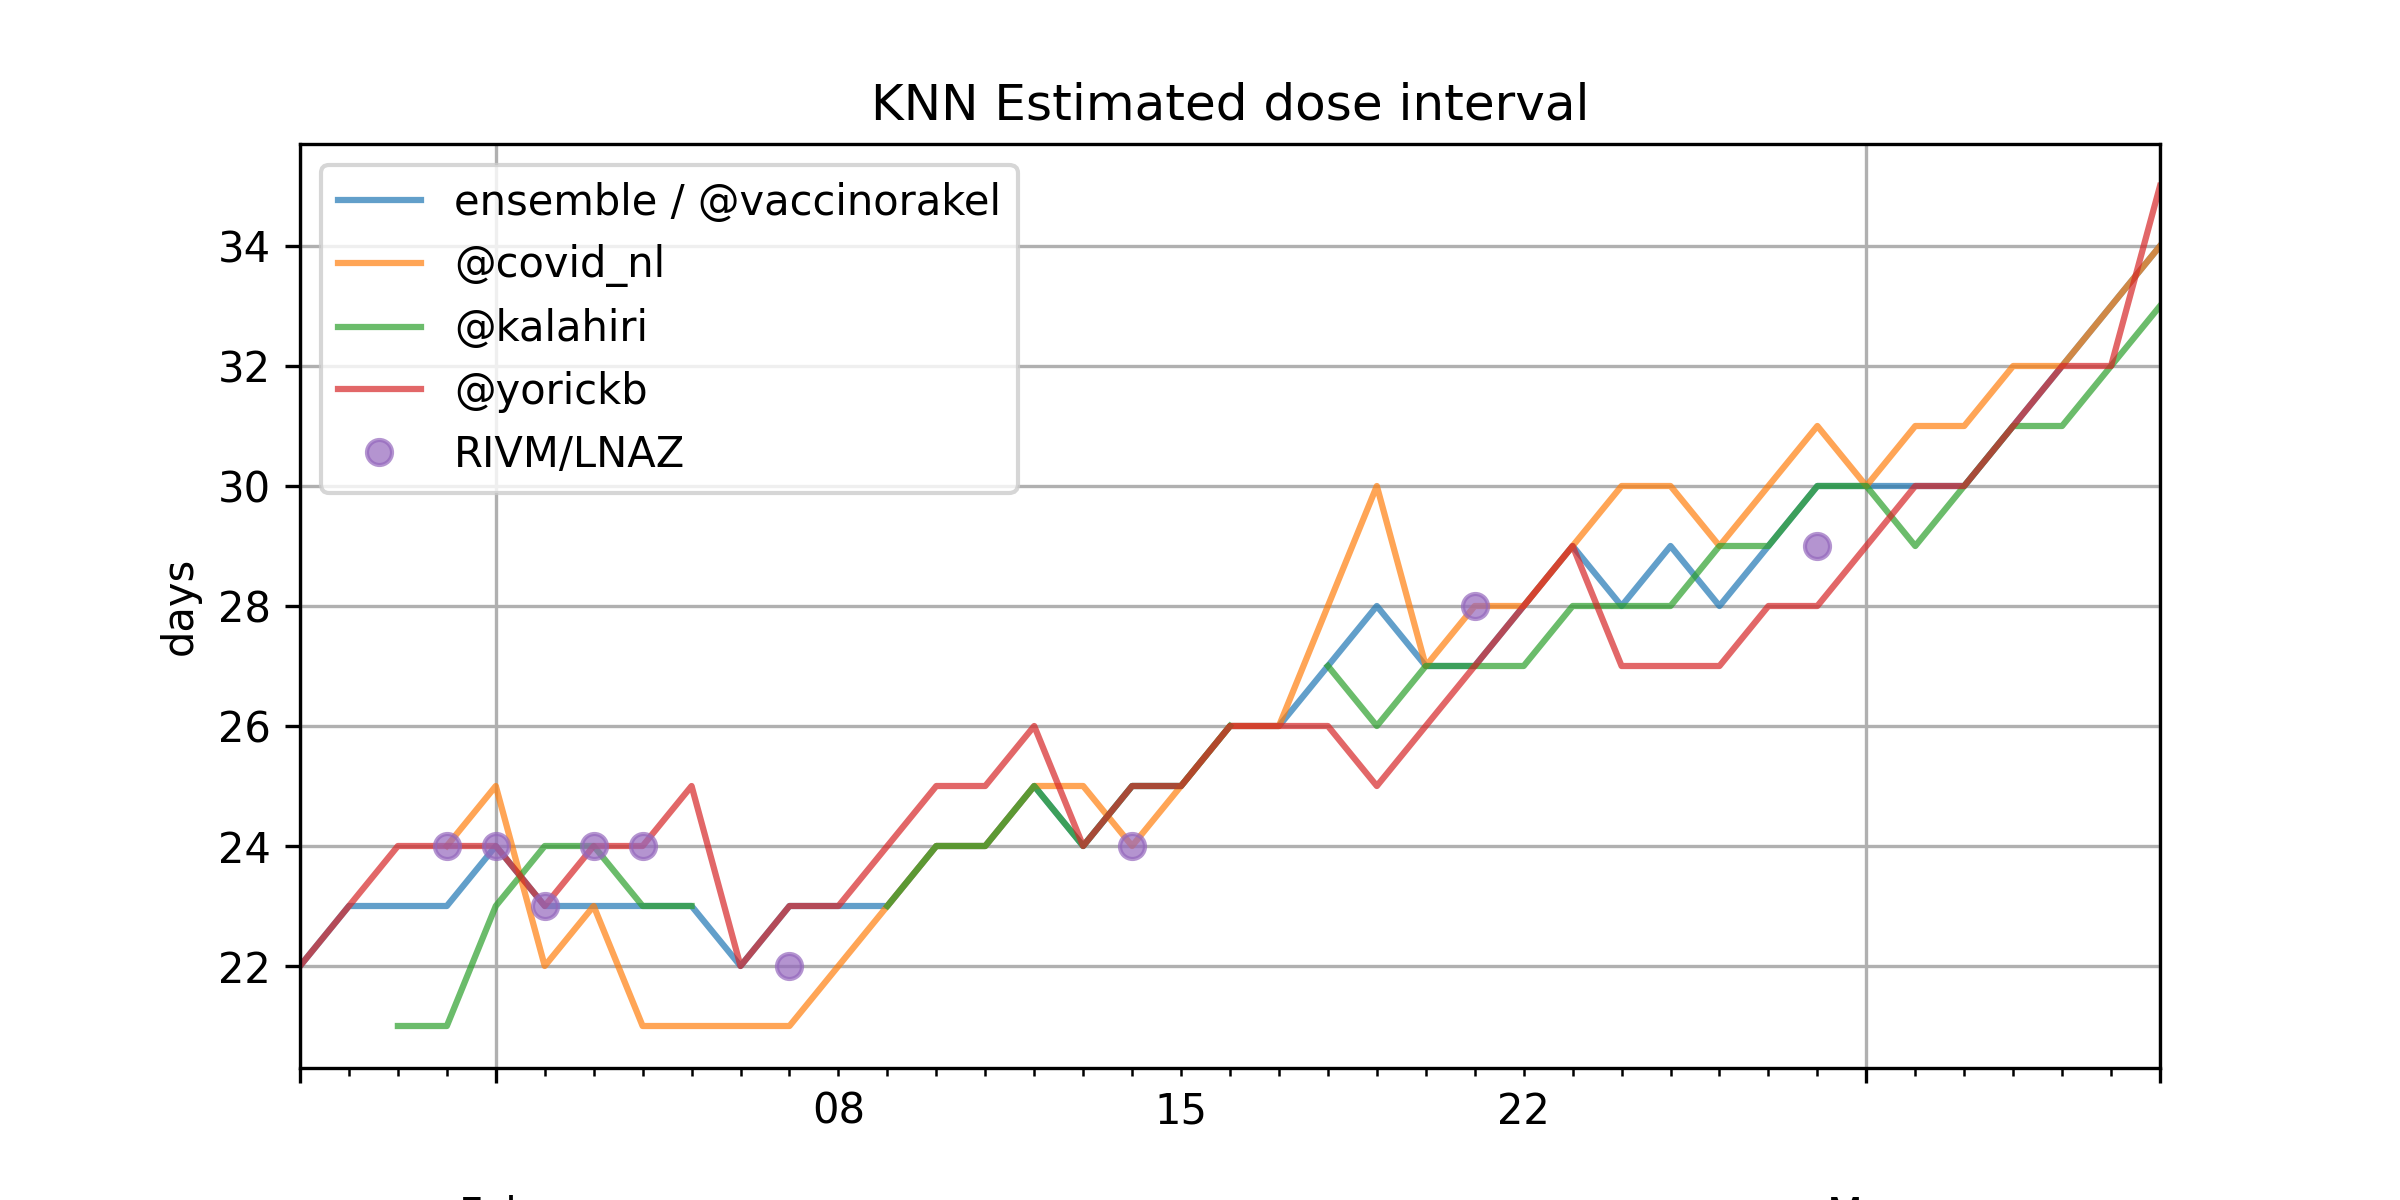 KNN Estimated dose interval
ensemble / @vaccinorakel
@covid_nl
@kalahiri
@yorickb
RIVM/LNAZ
34
32
30
28
26
24
22
days
08
15
22